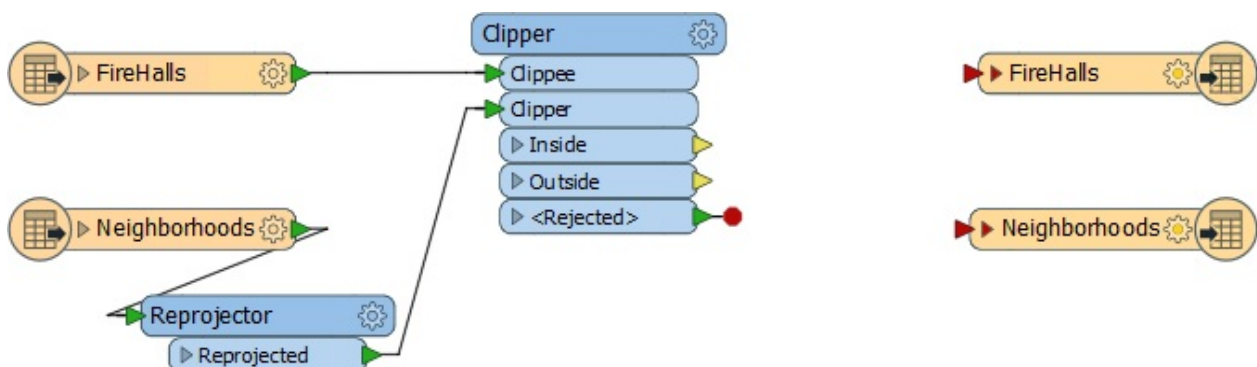 FireHalls
Clipper
Clippee
Clipper
Inside
Outside
<Rejected>
Neighborhoods
Reprojector
Reprojected
FireHalls
Neighborhoods